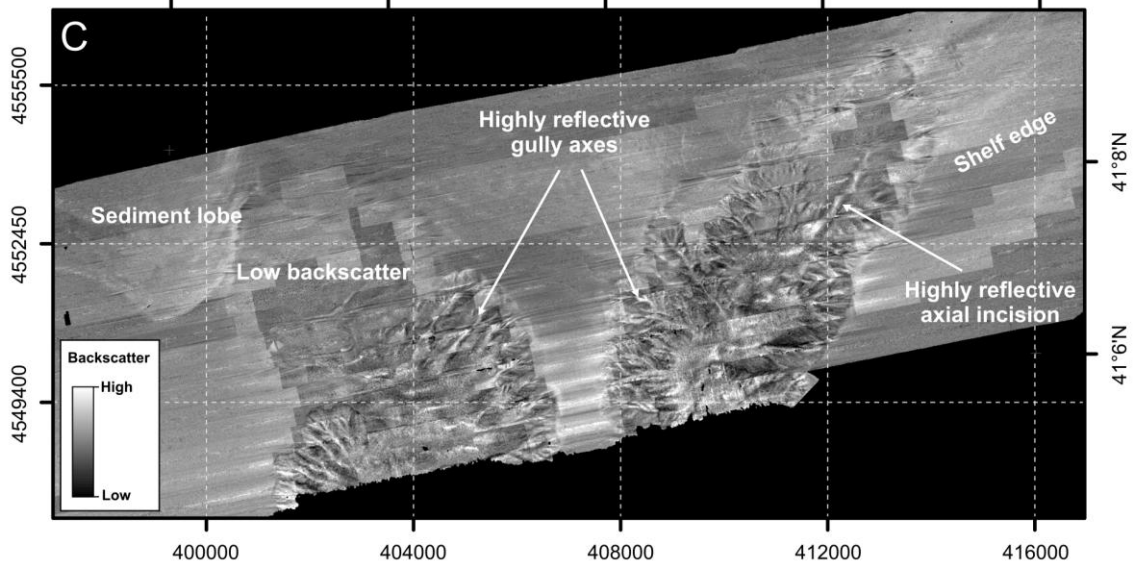 C
4555500
4552450
4549400
Highly reflective
gully axes
Shelf edge
Sediment lobe
Low backscatter
Highly reflective
axial incision
41°8'N
41°6'N
Backscatter
High
Low
400000
404000
408000
412000
416000